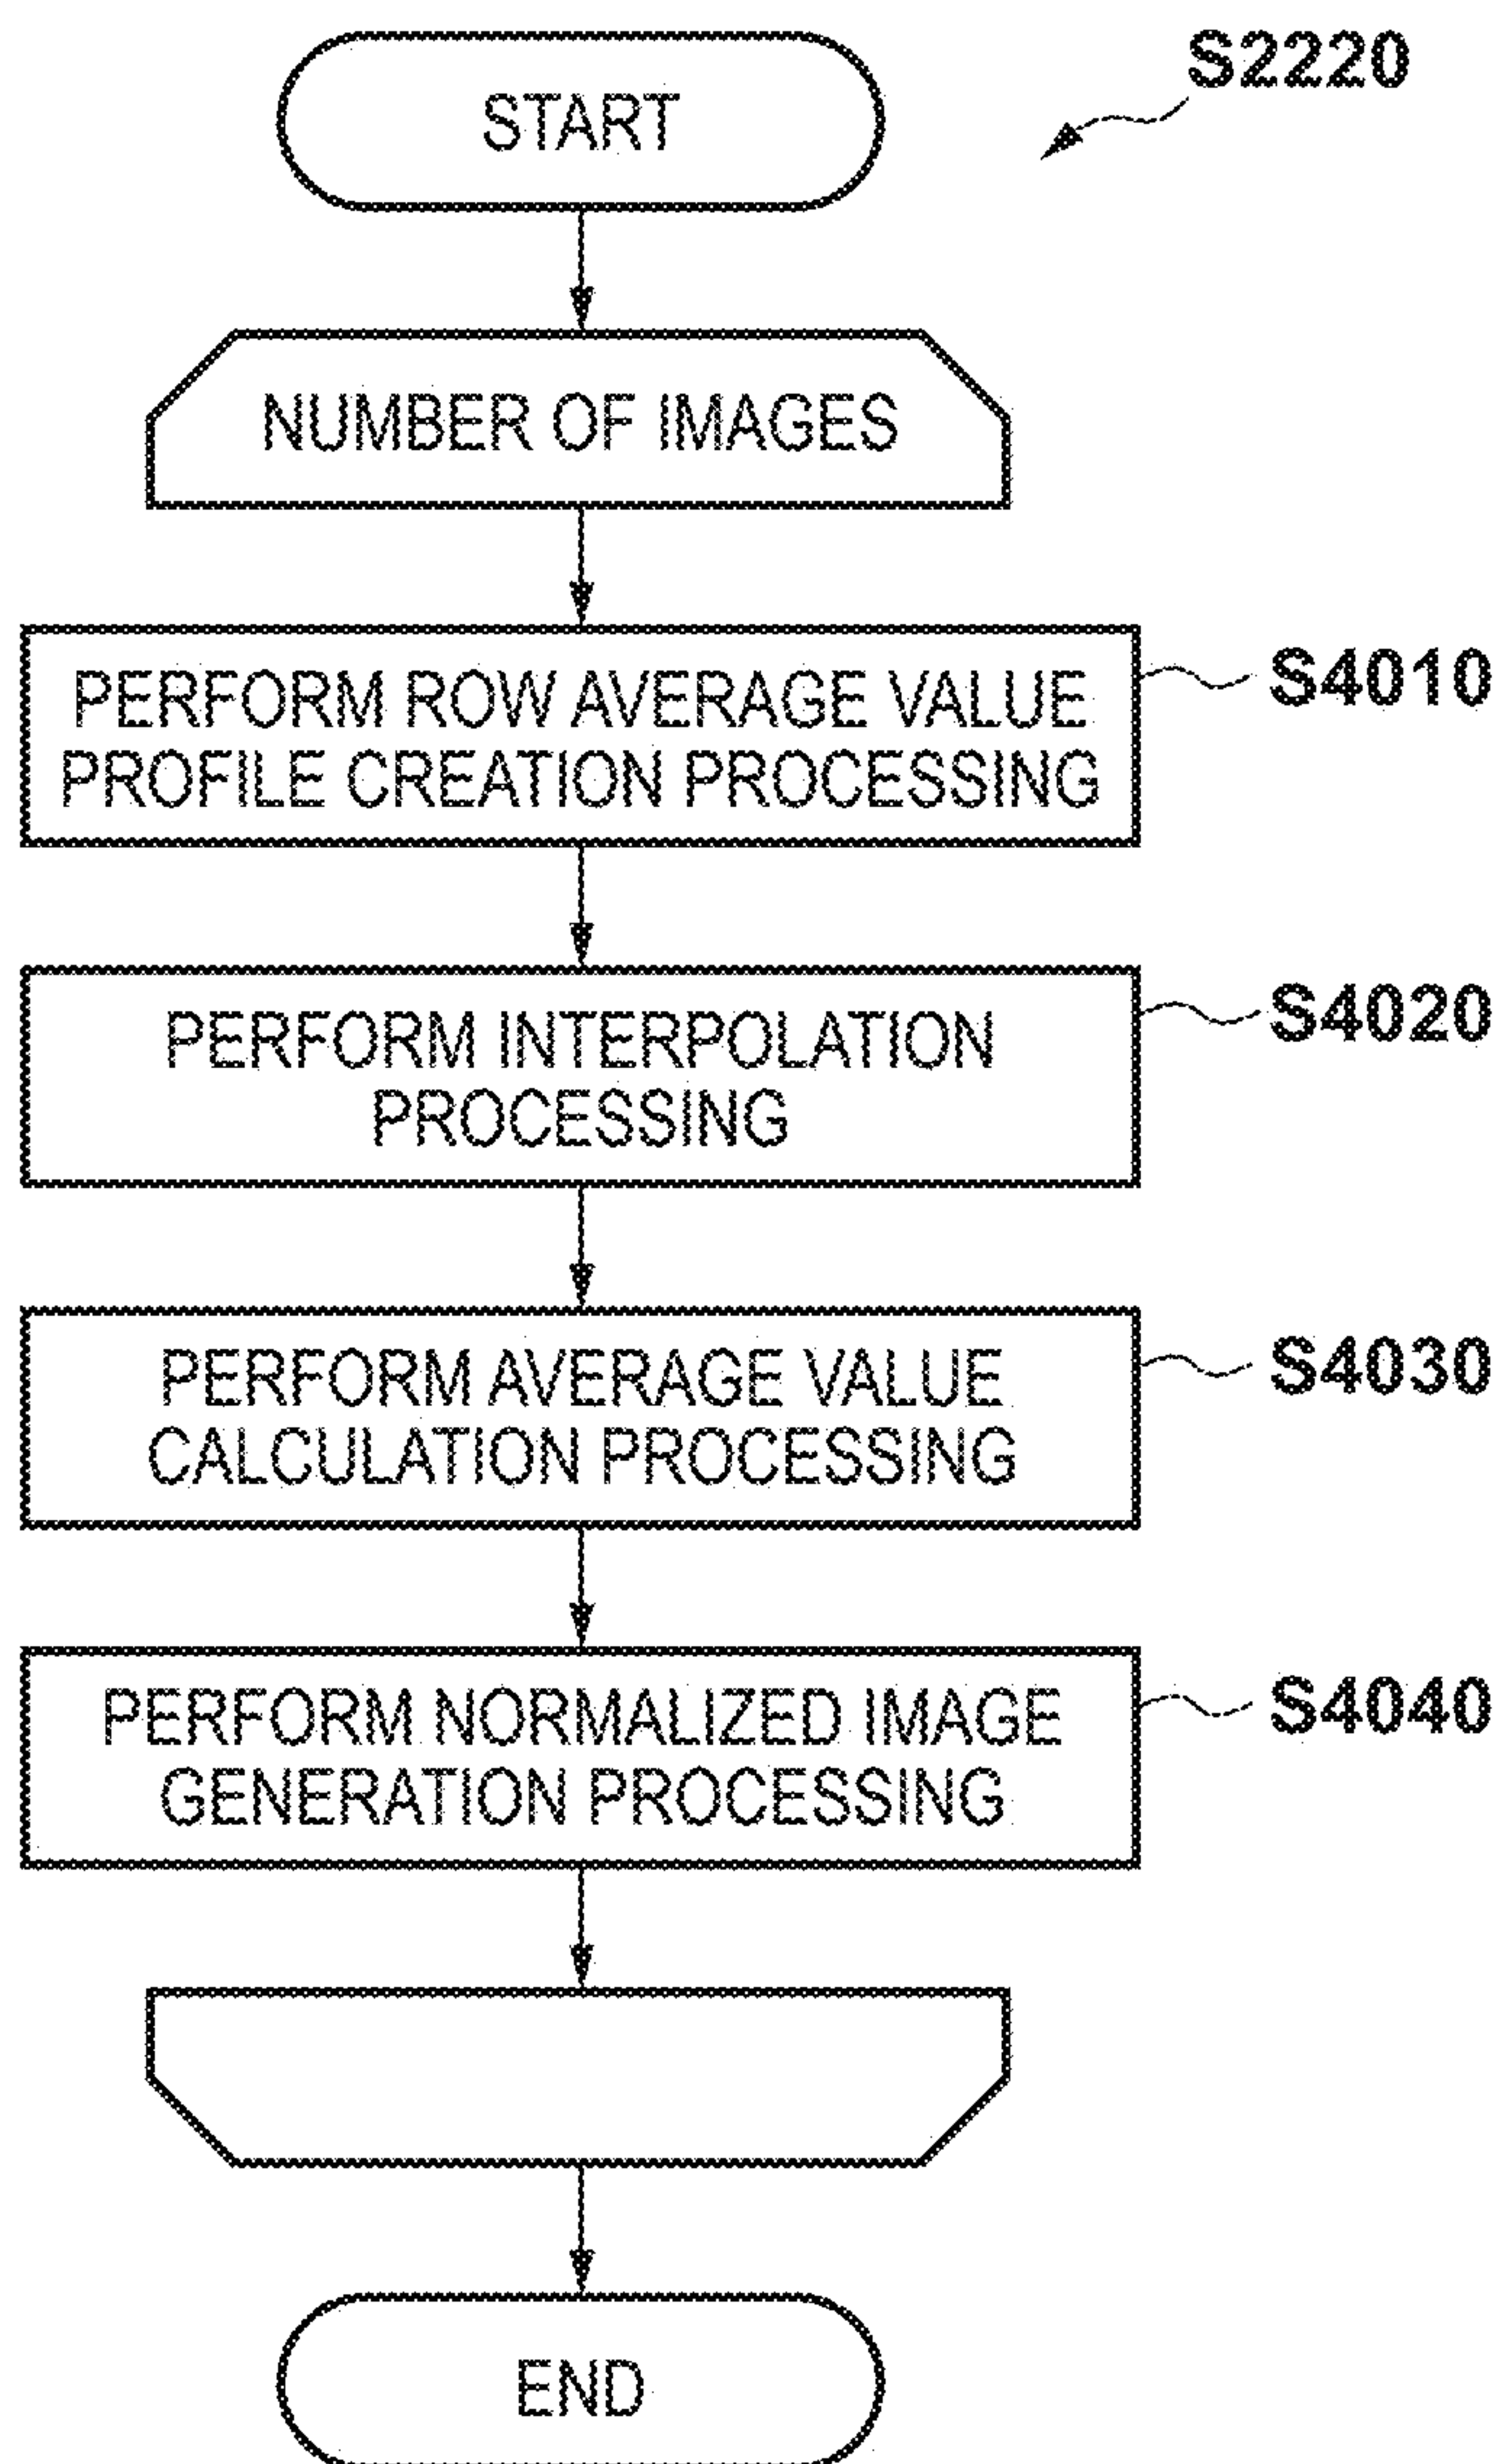 S2220
START
NUMBER OF IMAGES
PERFORM ROW AVERAGE VALUE
PROFILE CREATION PROCESSING
S4010
PERFORM INTERPOLATION
PROCESSING
S4020
PERFORM AVERAGE VALUE
CALCULATION PROCESSING
S4030
PERFORM NORMALIZED IMAGE
GENERATION PROCESSING
S4040
END